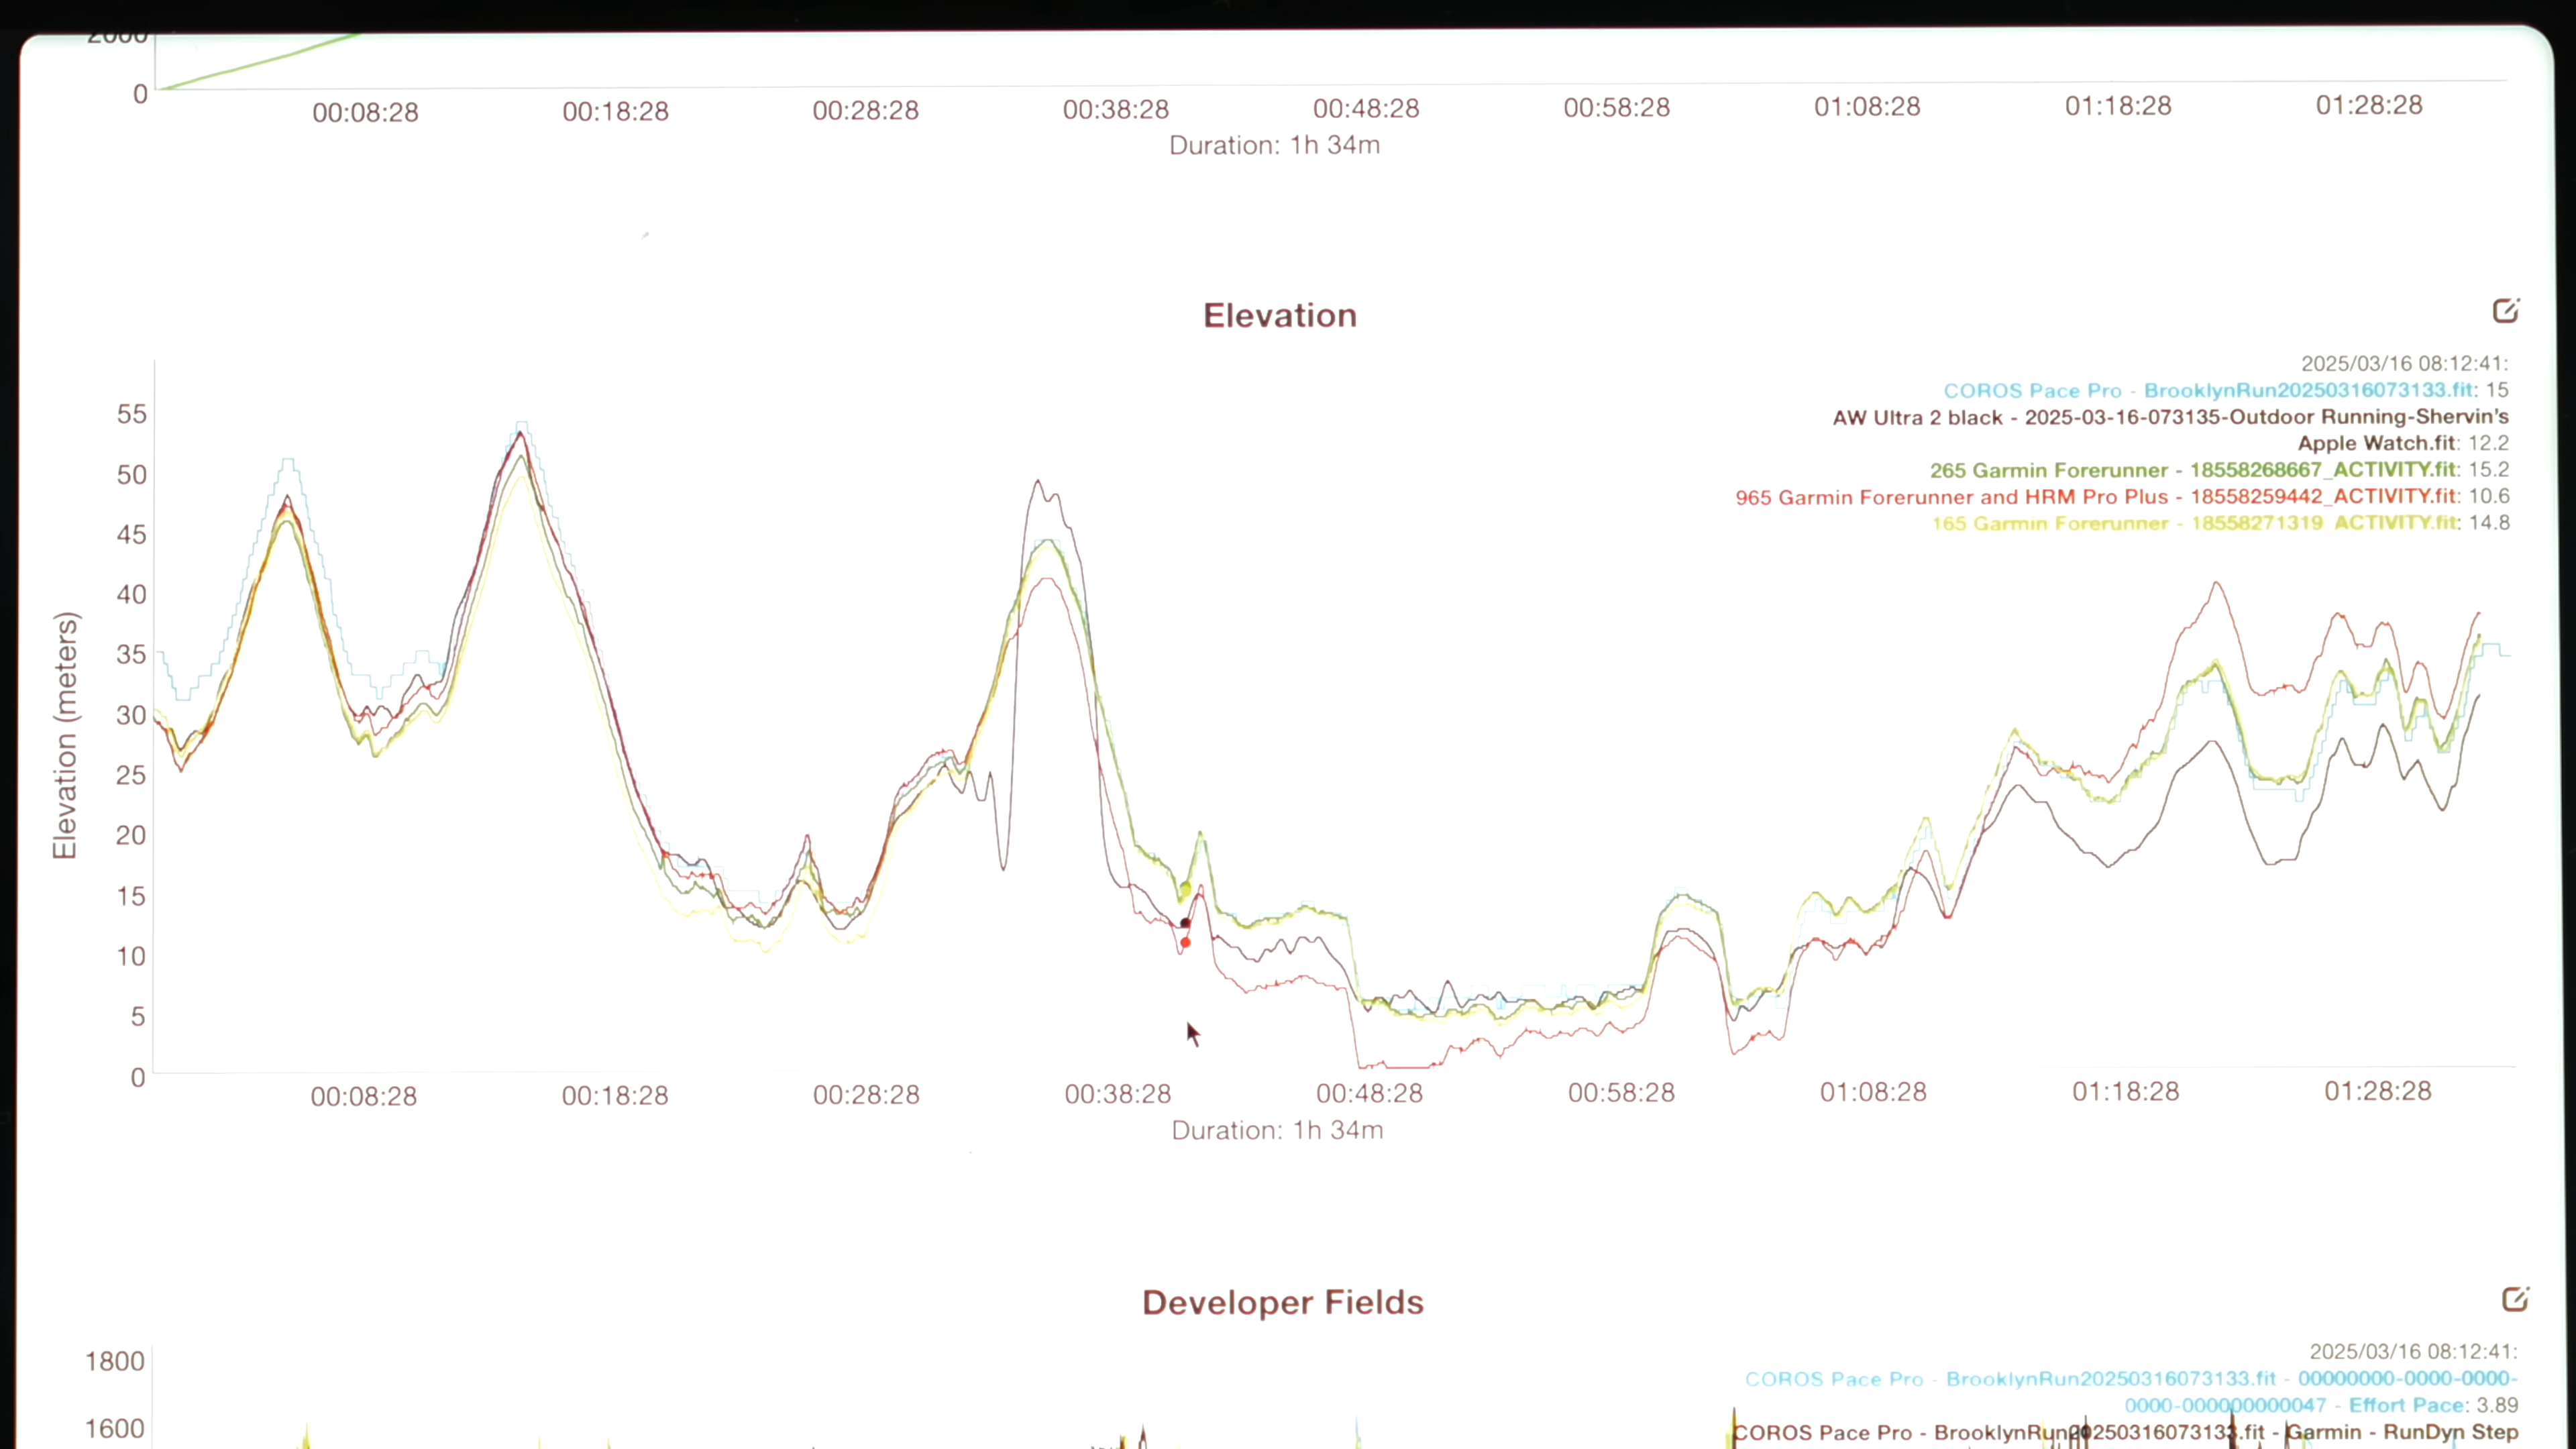 2000
0
00:08:28 00:18:28 00:28:28 00:38:28 00:48:28 00:58:28 01:08:28 01:18:28 01:28:28
Duration: 1h 34m
Elevation
2025/03/16 08:12:41:
COROS Pace Pro - BrooklynRun20250316073133.fit: 15
AW Ultra 2 black - 2025-03-16-073135-Outdoor Running-Shervin's
Apple Watch.fit: 12.2
265 Garmin Forerunner - 18558268667_ACTIVITY.fit: 15.2
965 Garmin Forerunner and HRM Pro Plus - 18558259442_ACTIVITY.fit: 10.6
165 Garmin Forerunner - 18558271319_ACTIVITY.fit: 14.8
Elevation (meters)
55
50
45
40
35
30
25
20
15
10
5
0
00:08:28 00:18:28 00:28:28 00:38:28 00:48:28 00:58:28 01:08:28 01:18:28 01:28:28
Duration: 1h 34m
Developer Fields
2025/03/16 08:12:41:
COROS Pace Pro - BrooklynRun20250316073133.fit - 00000000-0000-0000-
0000-000000000047 - Effort Pace: 3.89
COROS Pace Pro - BrooklynRun20250316073133.fit - Garmin - RunDyn Step
1800
1600